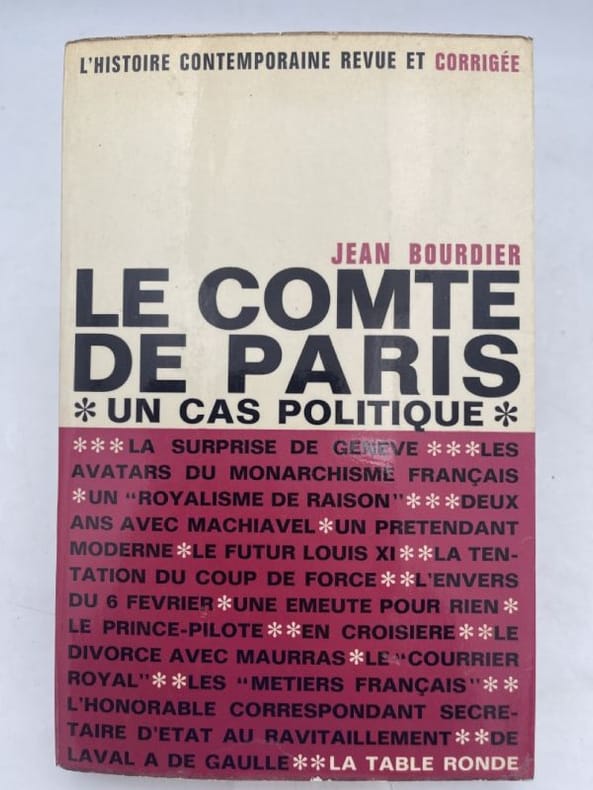 L'HISTOIRE CONTEMPORAINE REVUE ET CORRIGÉE
JEAN BOURDIER
LE COMTE
DE PARIS
* UN CAS POLITIQUE *
***LA SURPRISE DE GENEVE ***LES
AVATARS DU MONARCHISME FRANÇAIS
*UN "ROYALISME DE RAISON"***DEUX
ANS AVEC MACHIAVEL*UN PRETENDANT
MODERNE*LE FUTUR LOUIS XI**LA TEN-
TATION DU COUP DE FORCE**L'ENVERS
DU 6 FEVRIER*UNE EMEUTE POUR RIEN*
LE PRINCE-PILOTE**EN CROISIERE**LE
DIVORCE AVEC MAURRAS*LE "COURRIER
ROYAL"**LES "METIERS FRANÇAIS"**
L'HONORABLE CORRESPONDANT SECRE-
TAIRE D'ETAT AU RAVITAILLEMENT**DE
LAVAL A DE GAULLE**LA TABLE RONDE